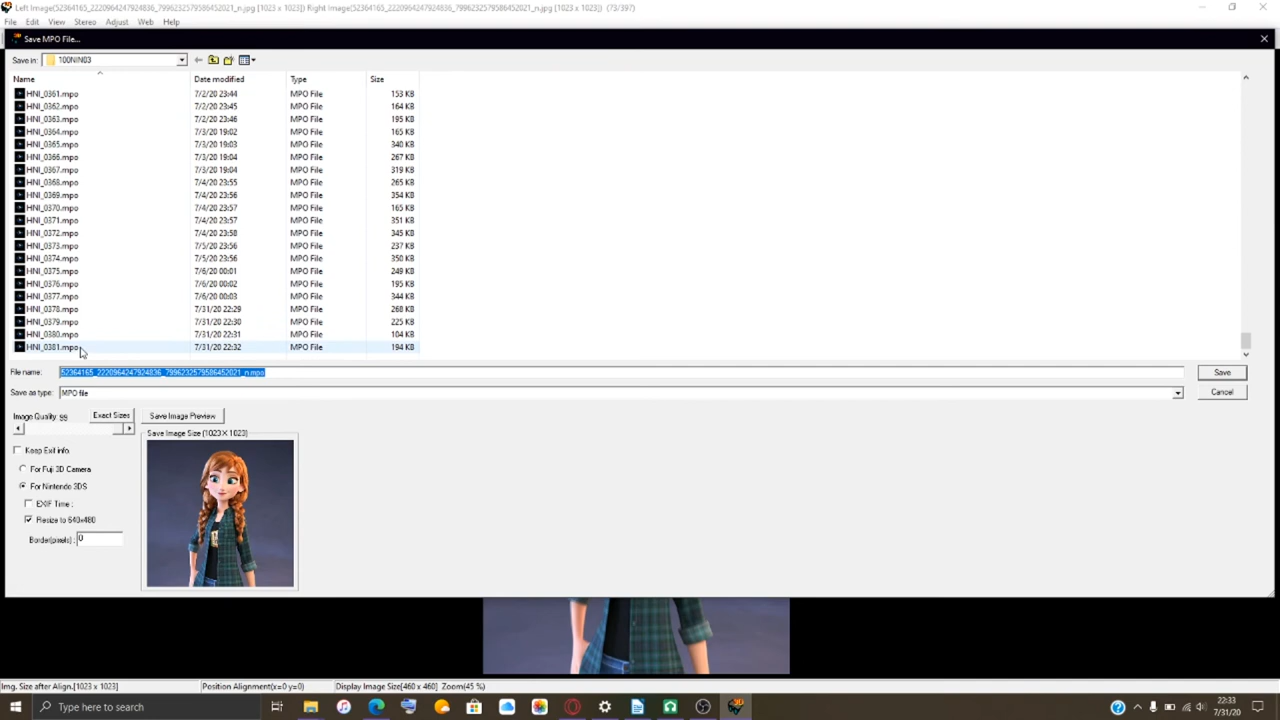 Left Image(52364165_2220964247924836_7996232579586452021_n.jpg [1023 x 1023]) Right Image(52364165_2220964247924836_7996232579586452021_n.jpg [1023 x 1023]) (73/397)
File Edit View Stereo Adjust Web Help
Save MPO File...
Save in: 100NIN03
Name Date modified Type Size
HNI_0361.mpo 7/2/20 23:44 MPO File 153 KB
HNI_0362.mpo 7/2/20 23:45 MPO File 164 KB
HNI_0363.mpo 7/2/20 23:46 MPO File 195 KB
HNI_0364.mpo 7/3/20 19:02 MPO File 165 KB
HNI_0365.mpo 7/3/20 19:03 MPO File 340 KB
HNI_0366.mpo 7/3/20 19:04 MPO File 267 KB
HNI_0367.mpo 7/3/20 19:04 MPO File 319 KB
HNI_0368.mpo 7/4/20 23:55 MPO File 265 KB
HNI_0369.mpo 7/4/20 23:56 MPO File 354 KB
HNI_0370.mpo 7/4/20 23:57 MPO File 165 KB
HNI_0371.mpo 7/4/20 23:57 MPO File 351 KB
HNI_0372.mpo 7/4/20 23:58 MPO File 345 KB
HNI_0373.mpo 7/5/20 23:56 MPO File 237 KB
HNI_0374.mpo 7/5/20 23:56 MPO File 350 KB
HNI_0375.mpo 7/6/20 00:01 MPO File 249 KB
HNI_0376.mpo 7/6/20 00:02 MPO File 195 KB
HNI_0377.mpo 7/6/20 00:03 MPO File 344 KB
HNI_0378.mpo 7/31/20 22:29 MPO File 268 KB
HNI_0379.mpo 7/31/20 22:30 MPO File 225 KB
HNI_0380.mpo 7/31/20 22:31 MPO File 104 KB
HNI_0381.mpo 7/31/20 22:32 MPO File 194 KB
File name: 52364165_2220964247924836_7996232579586452021_n.mpo Save
Save as type: MPO file Cancel
Image Quality: 99 Exact Sizes Save Image Preview
Save Image Size (1023×1023)
Keep Exif info.
For Fuji 3D Camera
For Nintendo 3DS
EXIF Time :
Resize to 640x480
Border(pixels) : 0
Img. Size after Align.[1023 x 1023] Position Alignment(x=0 y=0) Display Image Size[460 x 460] Zoom(45 %)
Type here to search
22:33
7/31/20